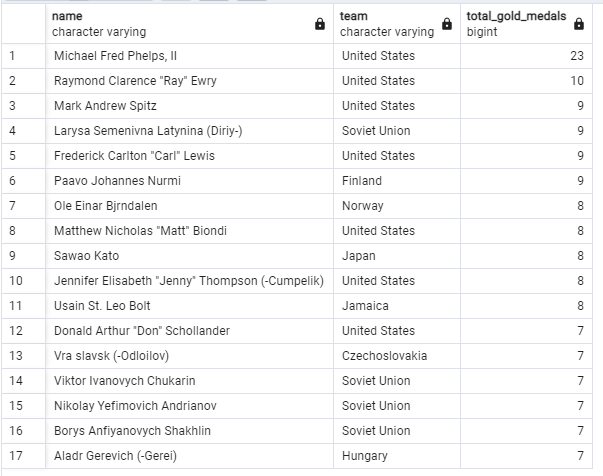 name team total_gold_medals
character varying character varying bigint
1 Michael Fred Phelps, II United States 23
2 Raymond Clarence "Ray" Ewry United States 10
3 Mark Andrew Spitz United States 9
4 Larysa Semenivna Latynina (Diriy-) Soviet Union 9
5 Frederick Carlton "Carl" Lewis United States 9
6 Paavo Johannes Nurmi Finland 9
7 Ole Einar Bjrndalen Norway 8
8 Matthew Nicholas "Matt" Biondi United States 8
9 Sawao Kato Japan 8
10 Jennifer Elisabeth "Jenny" Thompson (-Cumpelik) United States 8
11 Usain St. Leo Bolt Jamaica 8
12 Donald Arthur "Don" Schollander United States 7
13 Vra slavsk (-Odloilov) Czechoslovakia 7
14 Viktor Ivanovych Chukarin Soviet Union 7
15 Nikolay Yefimovich Andrianov Soviet Union 7
16 Borys Anfiyanovych Shakhlin Soviet Union 7
17 Aladr Gerevich (-Gerei) Hungary 7